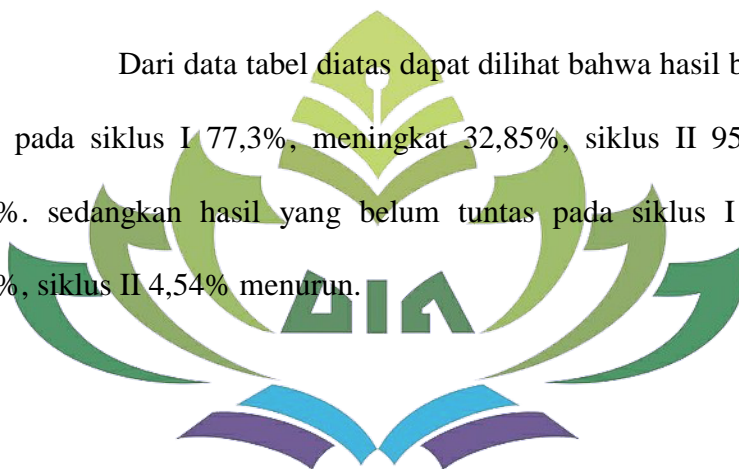 Dari data tabel diatas dapat dilihat bahwa hasil b
pada siklus I 77,3%, meningkat 32,85%, siklus II 95
%. sedangkan hasil yang belum tuntas pada siklus I
%, siklus II 4,54% menurun.